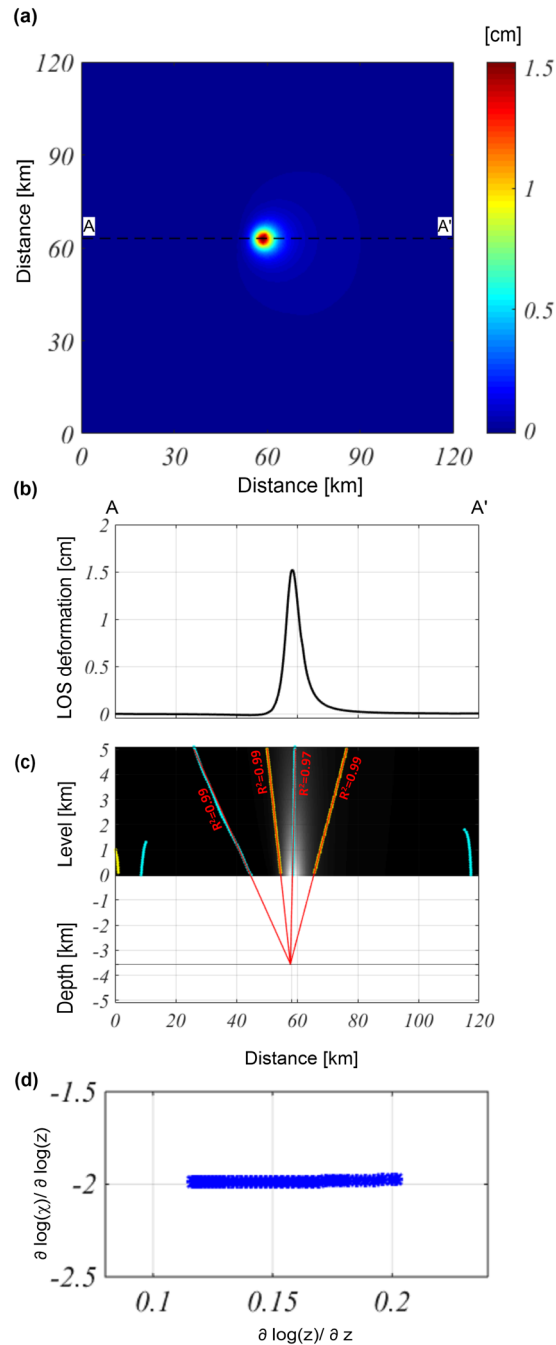 (a)
[cm]
120
90
60
30
0
Distance [km]
A
A'
0
60
120
Distance [km]
1.5
1
0.5
0
(b)
A
A'
2
1.5
1
0.5
0
LOS deformation [cm]
(c)
5
4
3
2
1
0
Level [km]
R²=0.99
R²=0.99
R²=0.97
R²=0.99
-1
-2
-3
-4
-5
Depth [km]
0
20
40
60
80
100
120
Distance [km]
(d)
-1.5
-2
-2.5
∂ log(χ)/ ∂ log(z)
0.1
0.15
0.2
∂ log(z)/ ∂ z